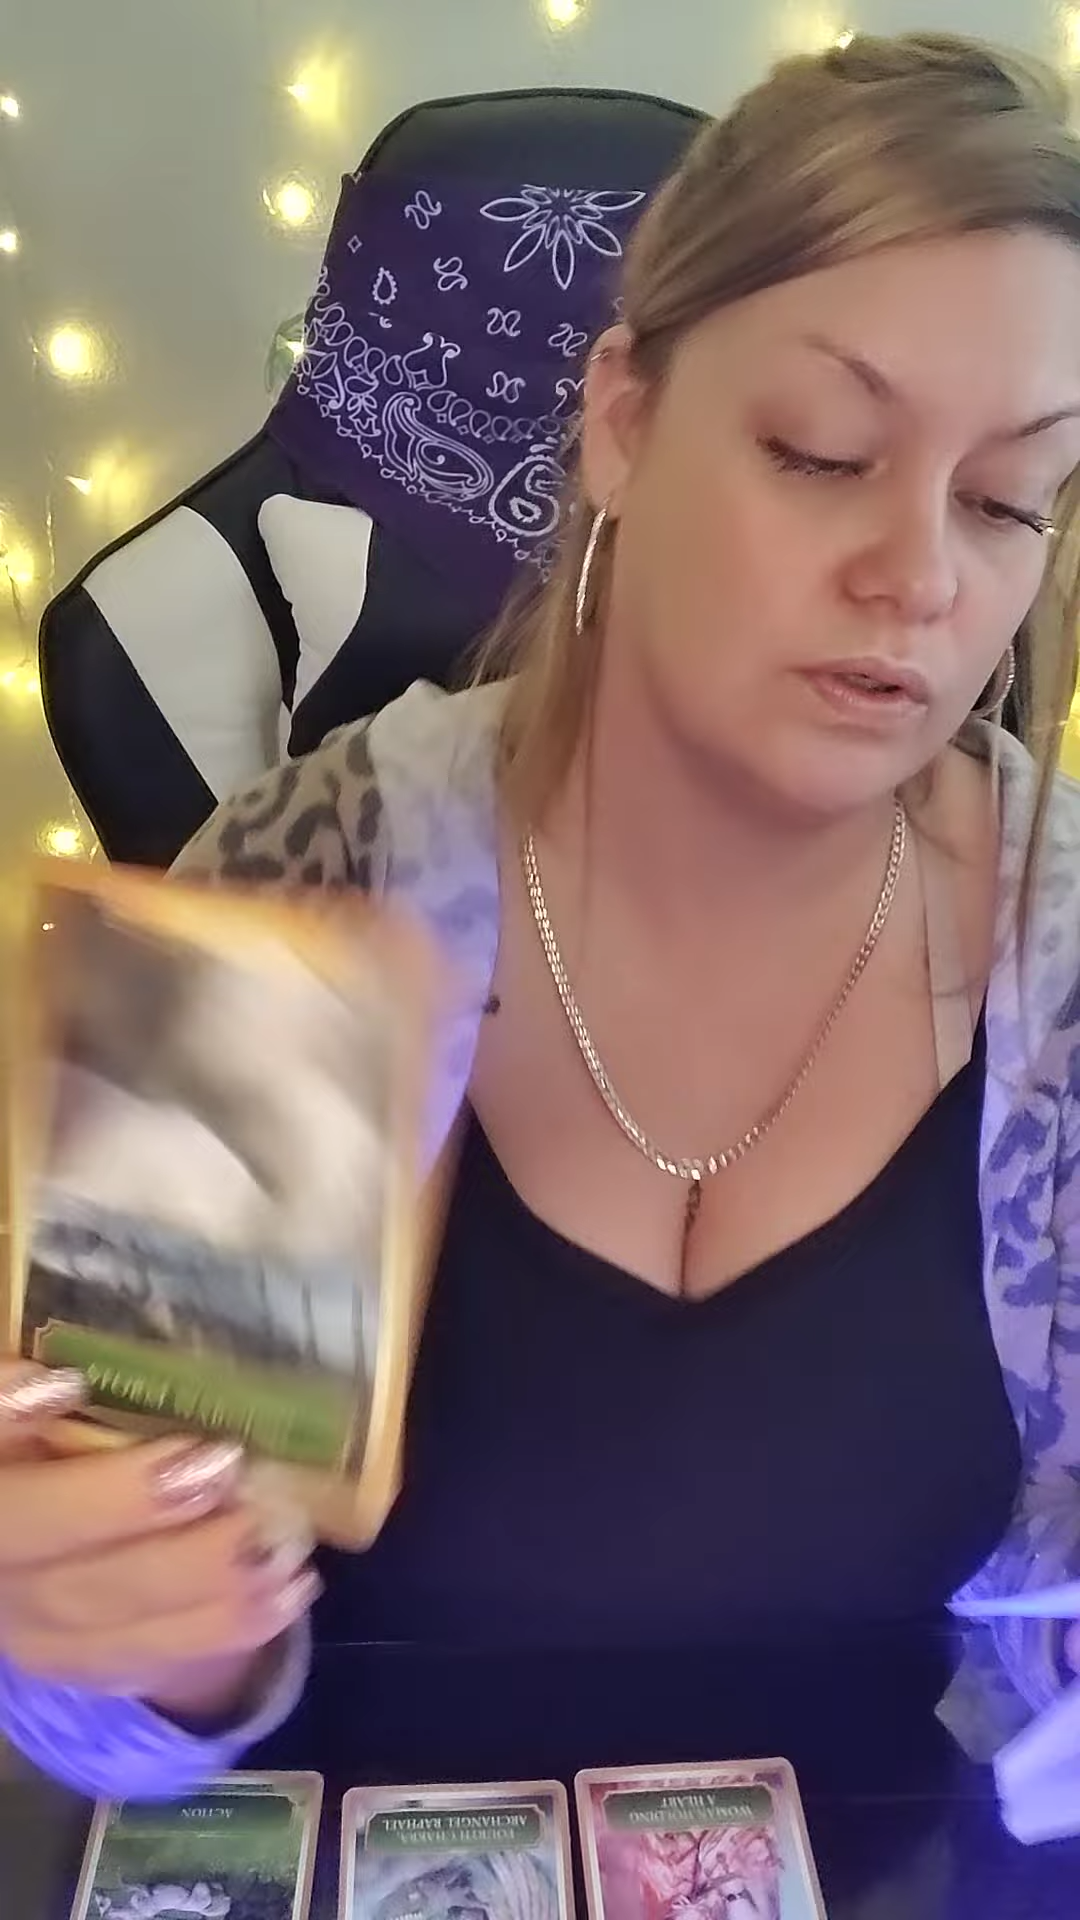 ACTION
FOURTH CHAKRA,
ARCHANGEL RAPHAEL
WOMAN HOLDING
A HEART